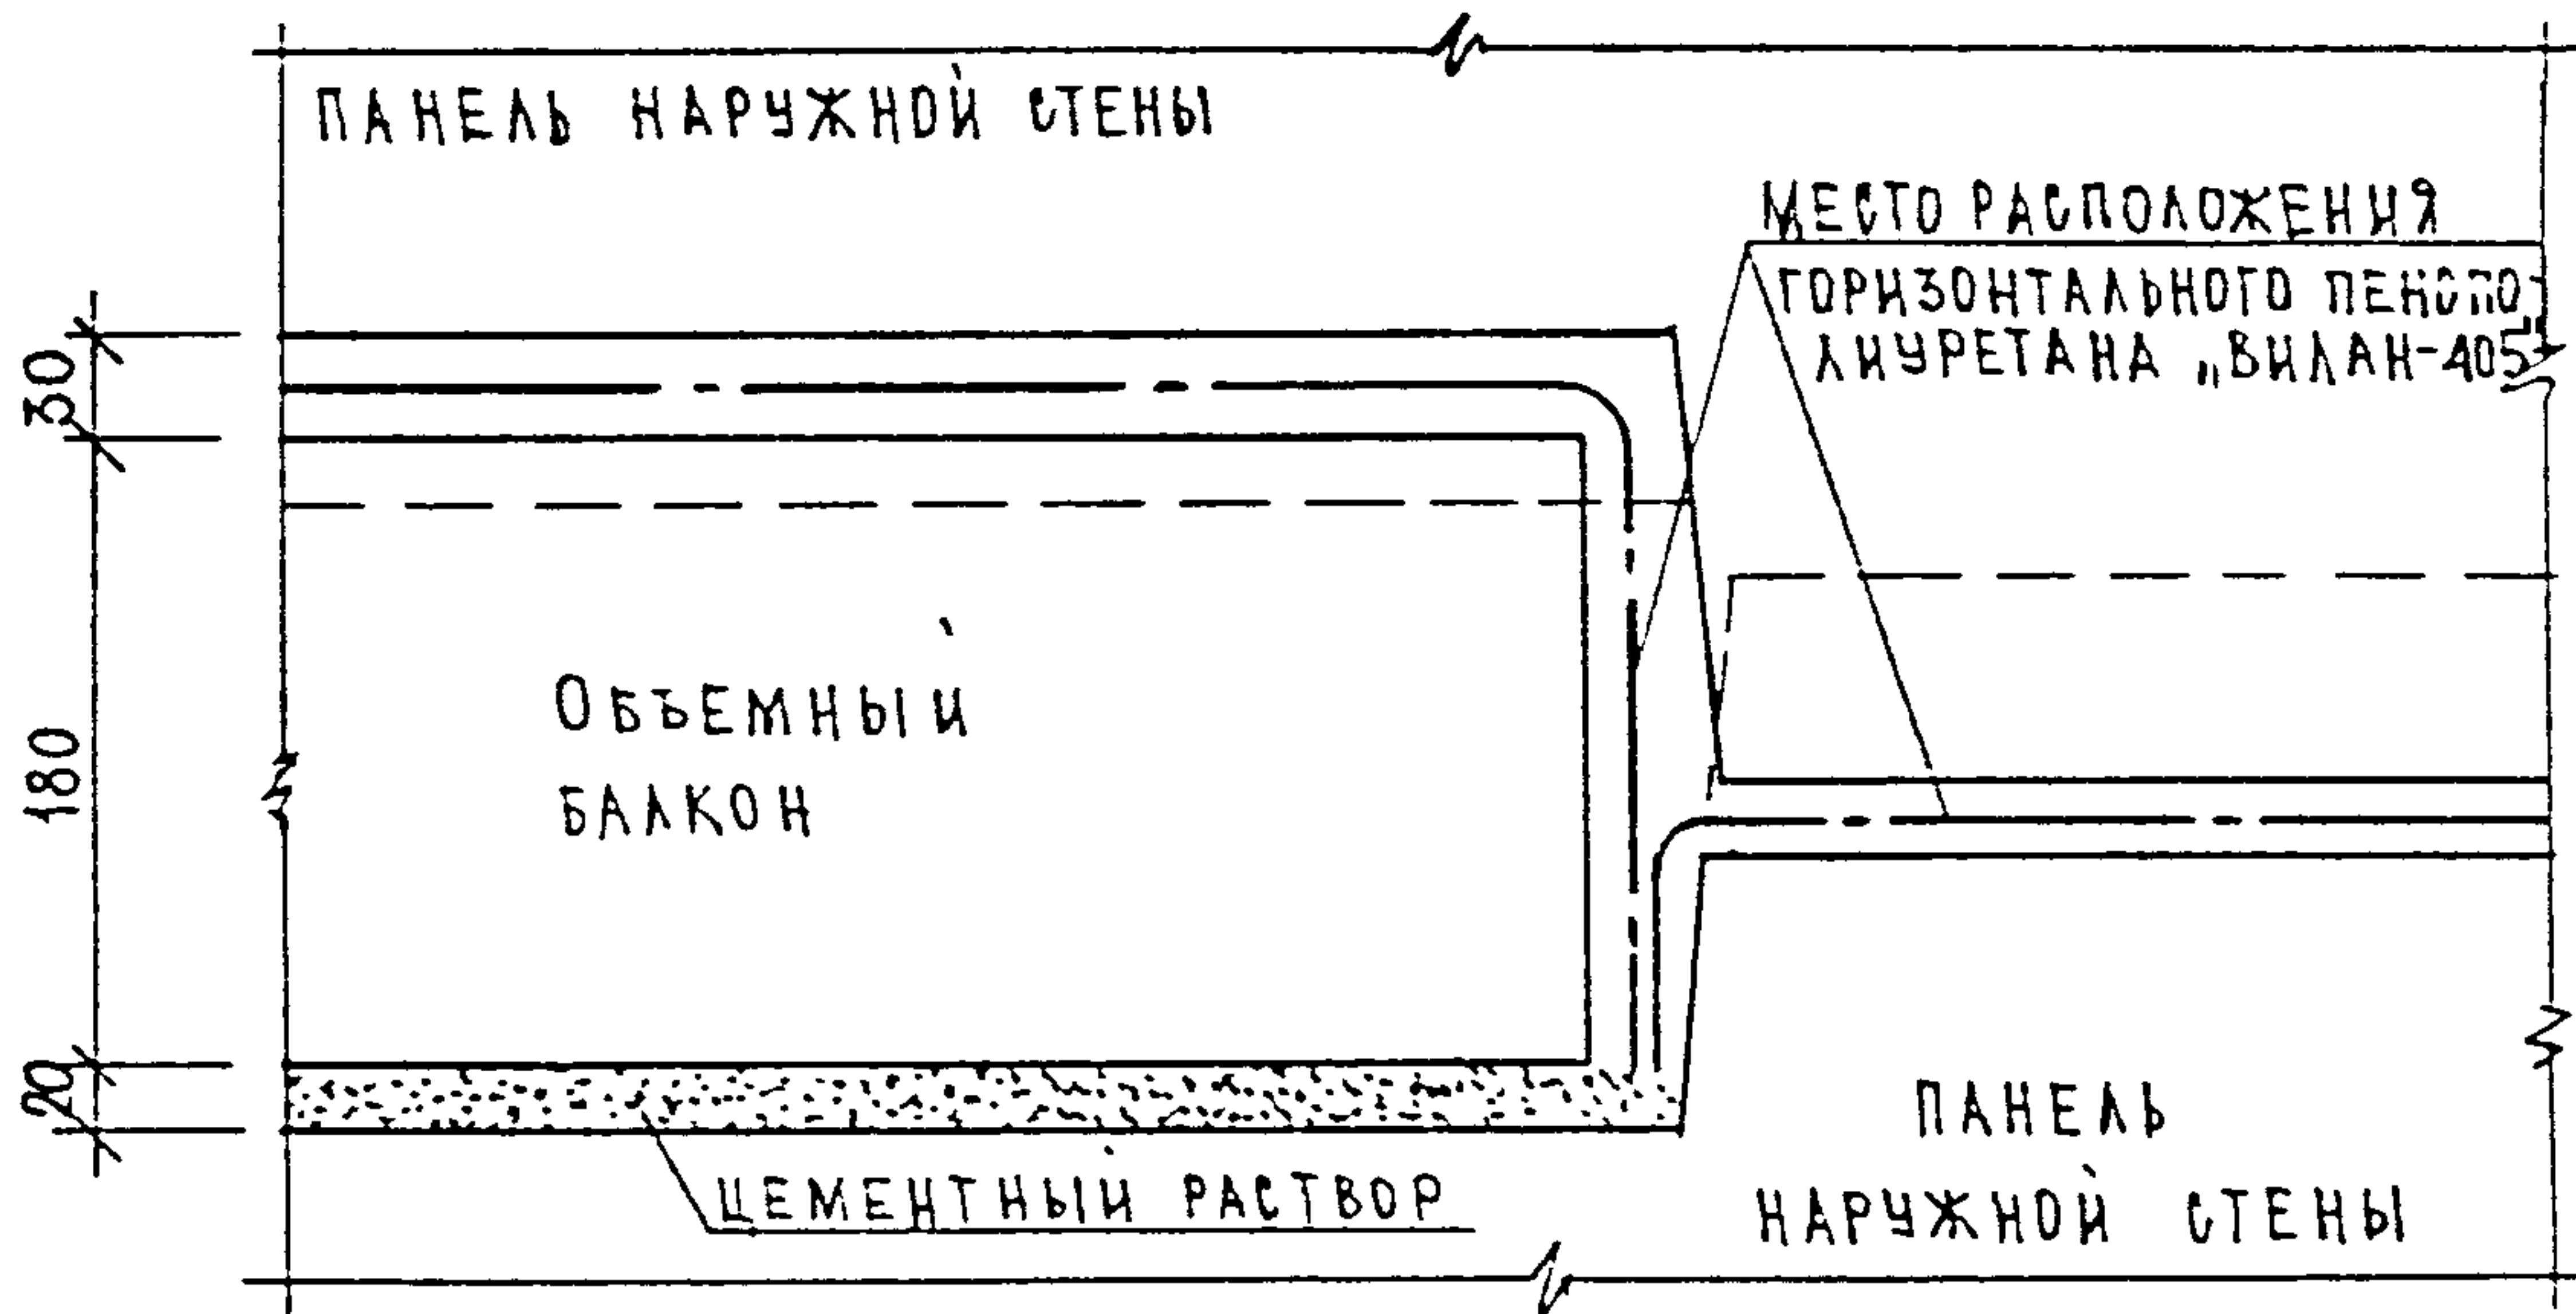 ПАНЕЛЬ НАРУЖНОЙ СТЕНЫ
МЕСТО РАСПОЛОЖЕНИЯ
ГОРИЗОНТАЛЬНОГО ПЕНОПО-
ЛИУРЕТАНА „ВИЛАН-405"
30
180
20
ОБЪЕМНЫЙ
БАЛКОН
ЦЕМЕНТНЫЙ РАСТВОР
ПАНЕЛЬ
НАРУЖНОЙ СТЕНЫ